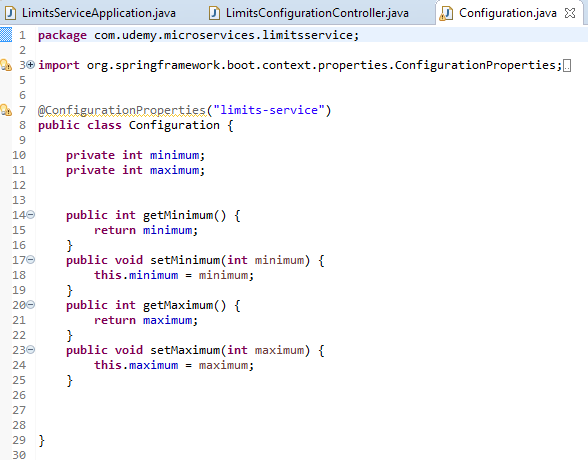 LimitsServiceApplication.java LimitsConfigurationController.java Configuration.java
1 package com.udemy.microservices.limitsservice;
2
3 import org.springframework.boot.context.properties.ConfigurationProperties;
5
6
7 @ConfigurationProperties("limits-service")
8 public class Configuration {
9
10 private int minimum;
11 private int maximum;
12
13
14 public int getMinimum() {
15 return minimum;
16 }
17 public void setMinimum(int minimum) {
18 this.minimum = minimum;
19 }
20 public int getMaximum() {
21 return maximum;
22 }
23 public void setMaximum(int maximum) {
24 this.maximum = maximum;
25 }
26
27
28
29 }
30